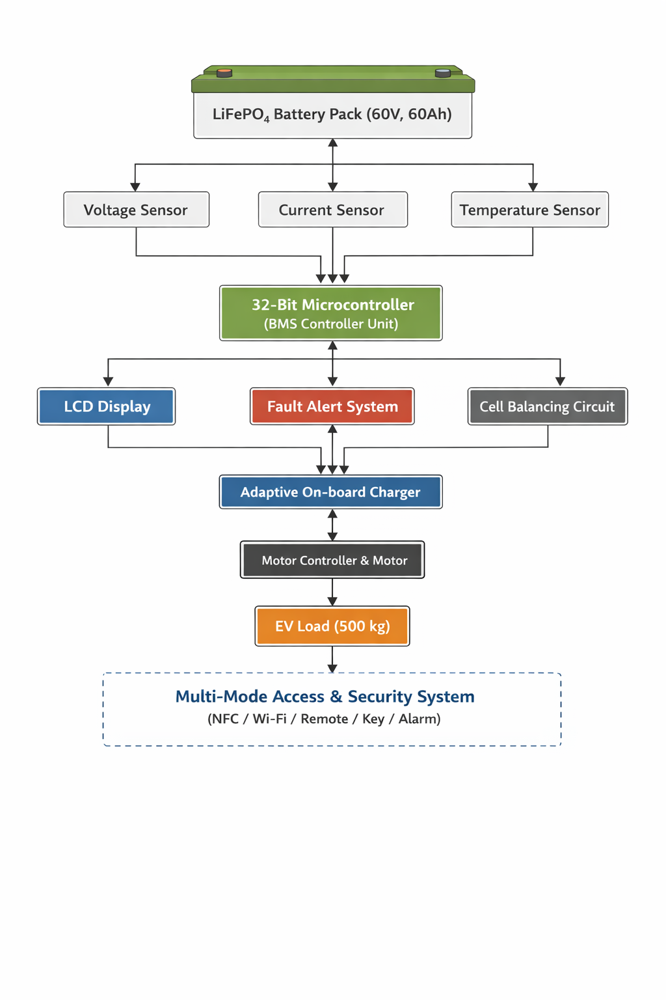 LiFePO₄ Battery Pack (60V, 60Ah)
Voltage Sensor
Current Sensor
Temperature Sensor
32-Bit Microcontroller
(BMS Controller Unit)
LCD Display
Fault Alert System
Cell Balancing Circuit
Adaptive On-board Charger
Motor Controller & Motor
EV Load (500 kg)
Multi-Mode Access & Security System
(NFC / Wi-Fi / Remote / Key / Alarm)